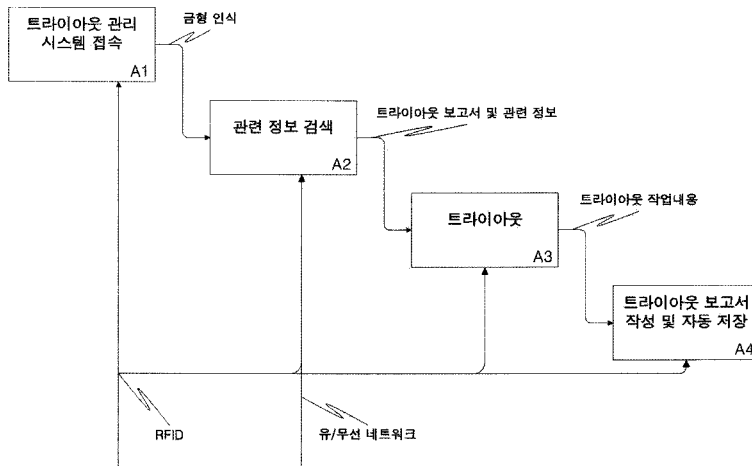 트라이아웃 관리
시스템 접속
A1
금형 인식
관련 정보 검색
A2
트라이아웃 보고서 및 관련 정보
트라이아웃
A3
트라이아웃 작업내용
트라이아웃 보고서
작성 및 자동 저장
A4
RFID
유/무선 네트워크